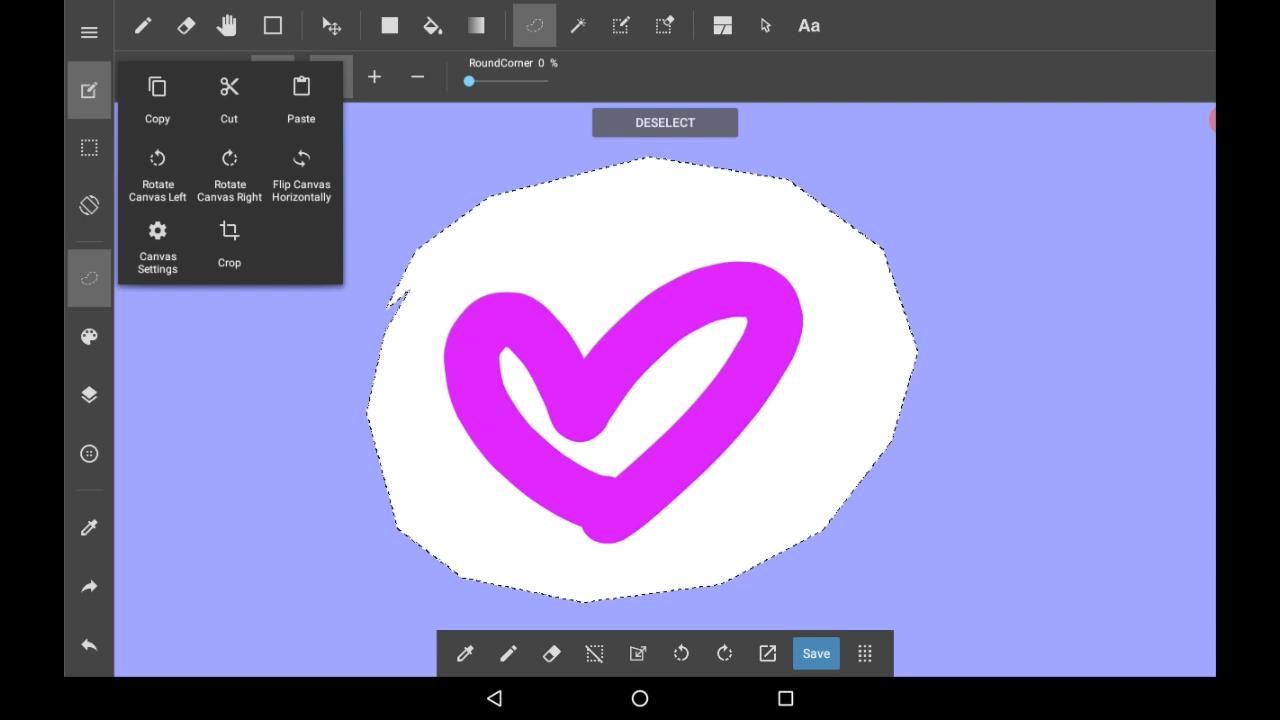 Aa
RoundCorner 0 %
DESELECT
Copy
Cut
Paste
Rotate
Canvas Left
Rotate
Canvas Right
Flip Canvas
Horizontally
Canvas
Settings
Crop
Save